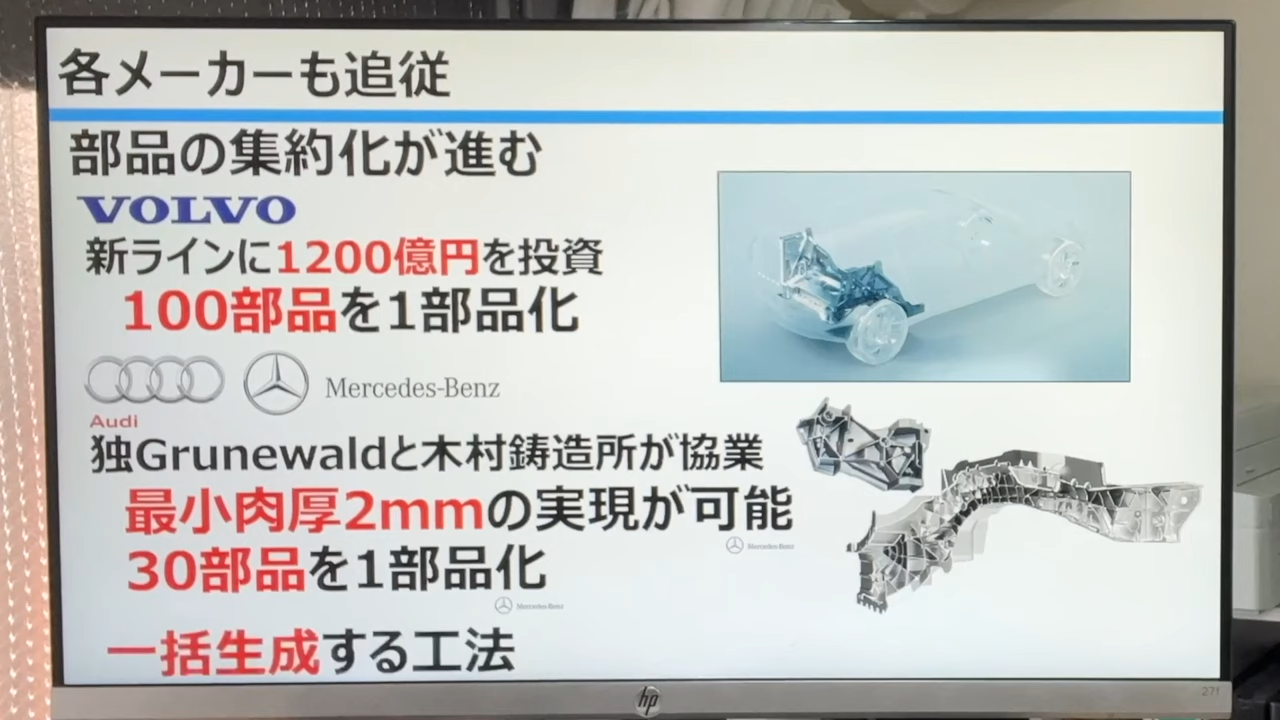 各メーカーも追従
部品の集約化が進む
VOLVO
新ラインに1200億円を投資
100部品を1部品化
Audi
Mercedes-Benz
独Grunewaldと木村鋳造所が協業
最小肉厚2mmの実現が可能
Mercedes-Benz
30部品を1部品化
Mercedes-Benz
一括生成する工法
hp
27f